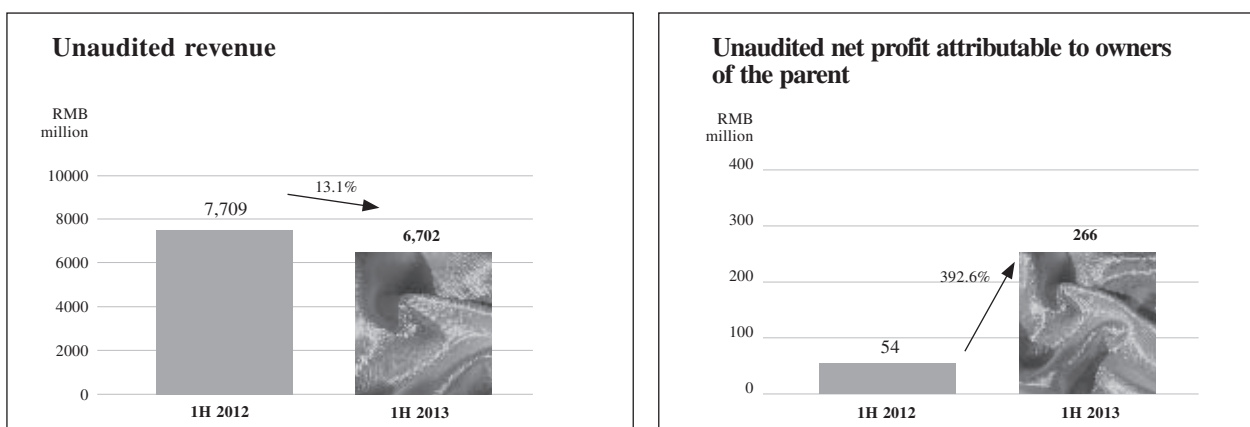 Unaudited revenue
RMB
million
10000
8000
6000
4000
2000
0
7,709
13.1%
6,702
1H 2012
1H 2013
Unaudited net profit attributable to owners
of the parent
RMB
million
400
300
200
100
0
54
392.6%
266
1H 2012
1H 2013